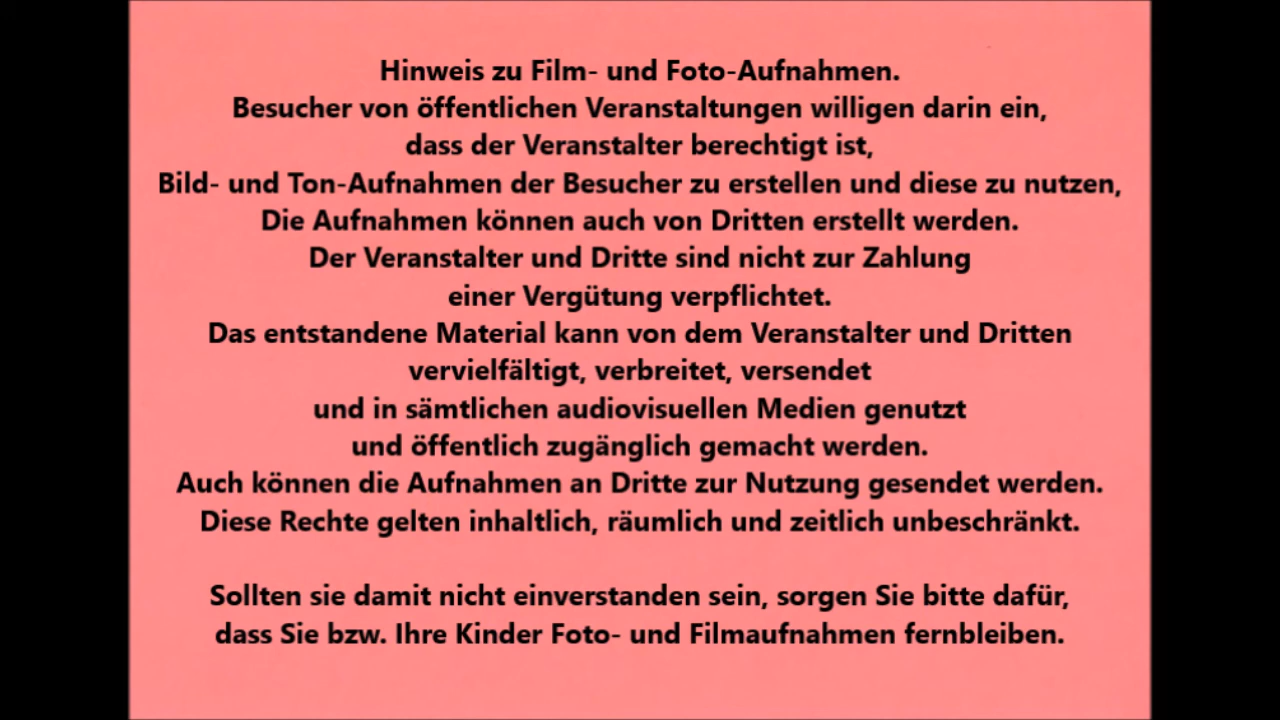 Hinweis zu Film- und Foto-Aufnahmen.
Besucher von öffentlichen Veranstaltungen willigen darin ein,
dass der Veranstalter berechtigt ist,
Bild- und Ton-Aufnahmen der Besucher zu erstellen und diese zu nutzen,
Die Aufnahmen können auch von Dritten erstellt werden.
Der Veranstalter und Dritte sind nicht zur Zahlung
einer Vergütung verpflichtet.
Das entstandene Material kann von dem Veranstalter und Dritten
vervielfältigt, verbreitet, versendet
und in sämtlichen audiovisuellen Medien genutzt
und öffentlich zugänglich gemacht werden.
Auch können die Aufnahmen an Dritte zur Nutzung gesendet werden.
Diese Rechte gelten inhaltlich, räumlich und zeitlich unbeschränkt.
Sollten sie damit nicht einverstanden sein, sorgen Sie bitte dafür,
dass Sie bzw. Ihre Kinder Foto- und Filmaufnahmen fernbleiben.